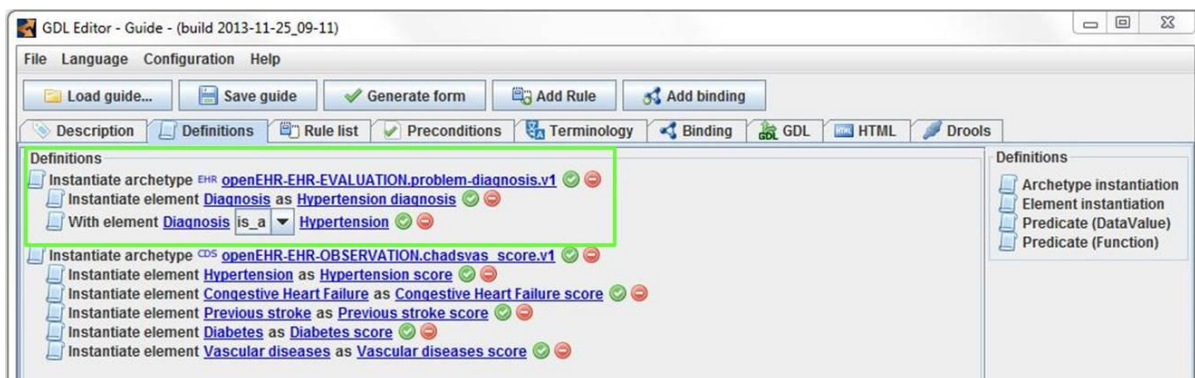 GDL Editor - Guide - (build 2013-11-25_09-11)
File Language Configuration Help
Load guide... Save guide Generate form Add Rule Add binding
Description Definitions Rule list Preconditions Terminology Binding GDL HTML Drools
Definitions
Instantiate archetype EHR openEHR-EHR-EVALUATION.problem-diagnosis.v1
Instantiate element Diagnosis as Hypertension diagnosis
With element Diagnosis is_a Hypertension
Instantiate archetype CDS openEHR-EHR-OBSERVATION.chadsvas_score.v1
Instantiate element Hypertension as Hypertension score
Instantiate element Congestive Heart Failure as Congestive Heart Failure score
Instantiate element Previous stroke as Previous stroke score
Instantiate element Diabetes as Diabetes score
Instantiate element Vascular diseases as Vascular diseases score
Definitions
Archetype instantiation
Element instantiation
Predicate (DataValue)
Predicate (Function)